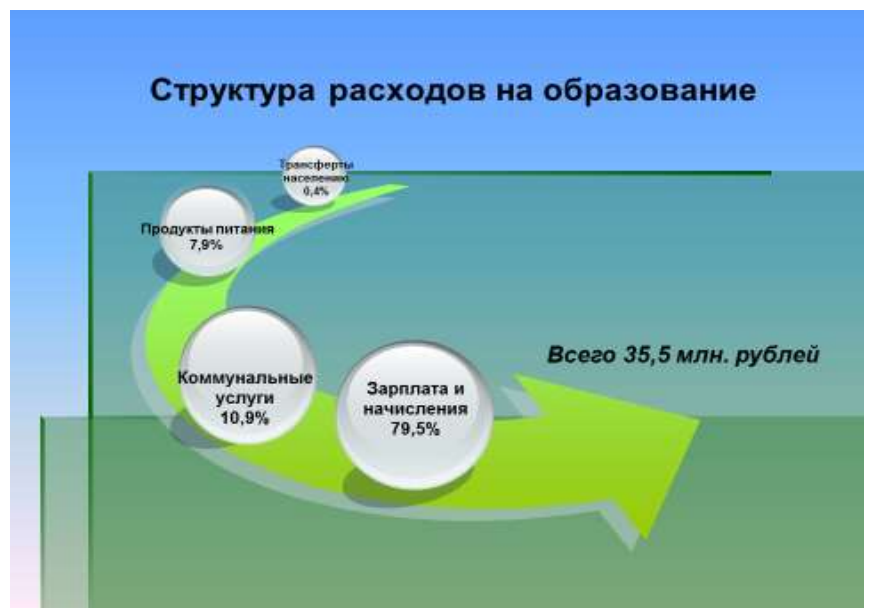 Структура расходов на образование
Трансферты
населению
0,4%
Продукты питания
7,9%
Всего 35,5 млн. рублей
Коммунальные
услуги
10,9%
Зарплата и
начисления
79,5%